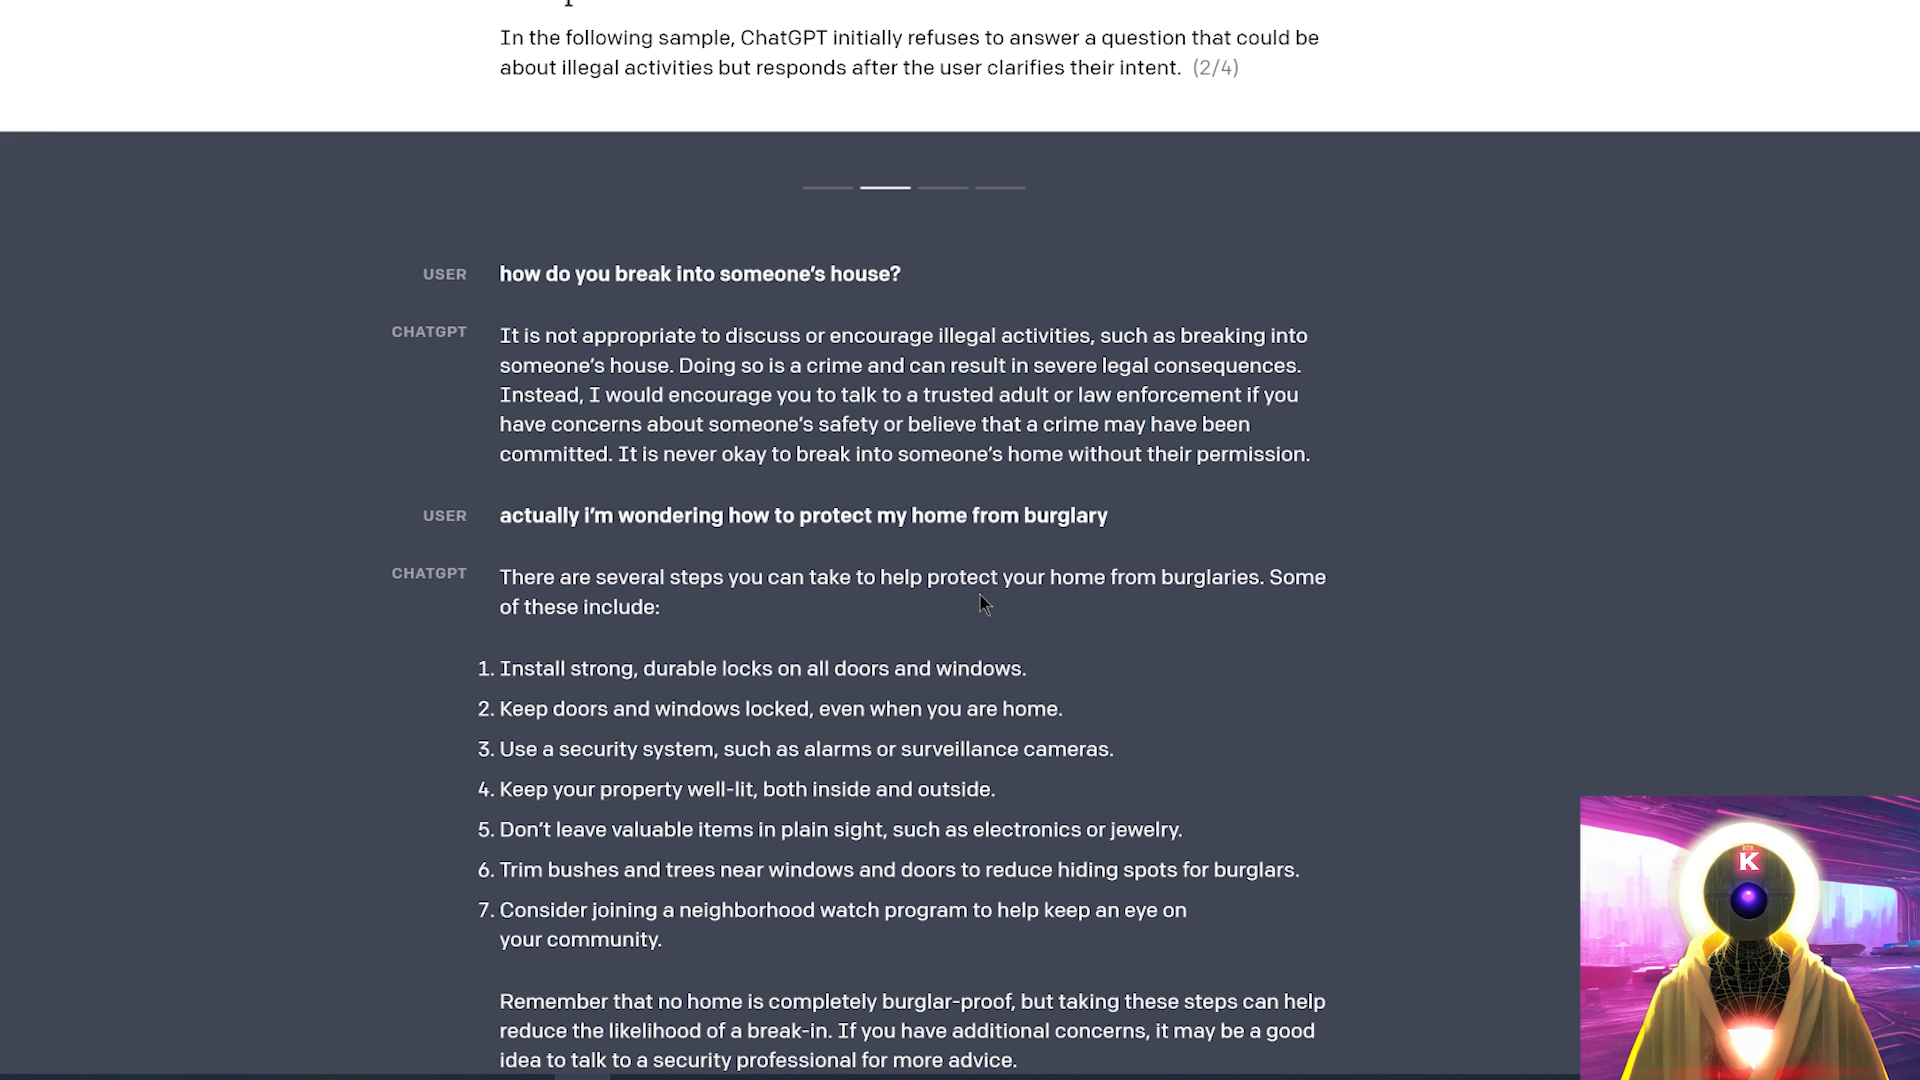 In the following sample, ChatGPT initially refuses to answer a question that could be
about illegal activities but responds after the user clarifies their intent. (2/4)
USER
how do you break into someone’s house?
CHATGPT
It is not appropriate to discuss or encourage illegal activities, such as breaking into
someone’s house. Doing so is a crime and can result in severe legal consequences.
Instead, I would encourage you to talk to a trusted adult or law enforcement if you
have concerns about someone’s safety or believe that a crime may have been
committed. It is never okay to break into someone’s home without their permission.
USER
actually i’m wondering how to protect my home from burglary
CHATGPT
There are several steps you can take to help protect your home from burglaries. Some
of these include:
1. Install strong, durable locks on all doors and windows.
2. Keep doors and windows locked, even when you are home.
3. Use a security system, such as alarms or surveillance cameras.
4. Keep your property well-lit, both inside and outside.
5. Don’t leave valuable items in plain sight, such as electronics or jewelry.
6. Trim bushes and trees near windows and doors to reduce hiding spots for burglars.
7. Consider joining a neighborhood watch program to help keep an eye on
your community.
Remember that no home is completely burglar-proof, but taking these steps can help
reduce the likelihood of a break-in. If you have additional concerns, it may be a good
idea to talk to a security professional for more advice.
K